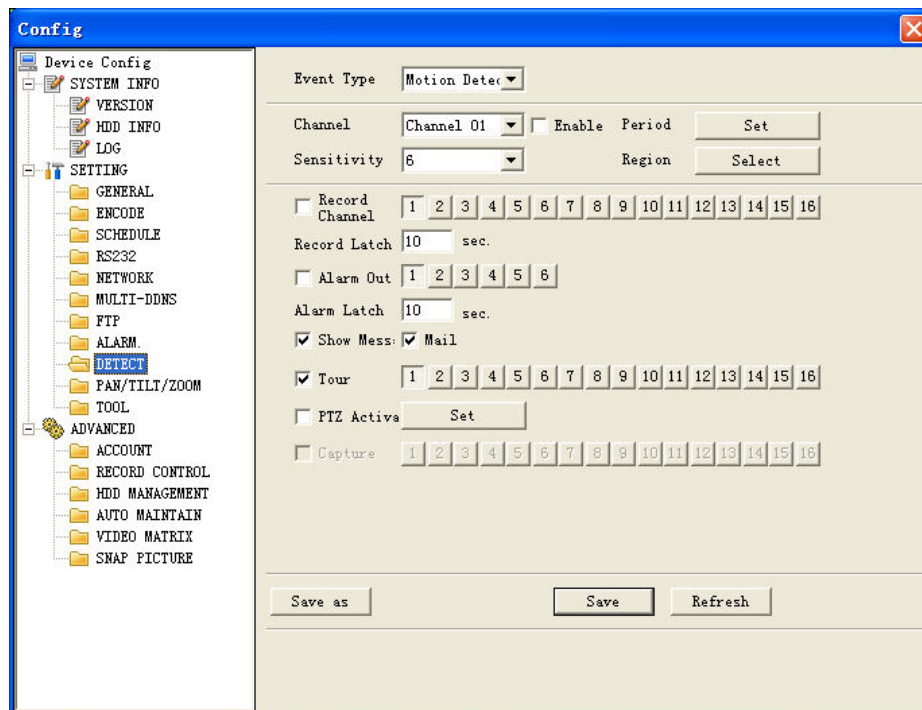 Config
Device Config
SYSTEM INFO
VERSION
HDD INFO
LOG
SETTING
GENERAL
ENCODE
SCHEDULE
RS232
NETWORK
MULTI-DDNS
FTP
ALARM.
DETECT
PAN/TILT/ZOOM
TOOL
ADVANCED
ACCOUNT
RECORD CONTROL
HDD MANAGEMENT
AUTO MAINTAIN
VIDEO MATRIX
SNAP PICTURE
Event Type Motion Detec
Channel Channel 01 Enable Period Set
Sensitivity 6 Region Select
Record Channel 1 2 3 4 5 6 7 8 9 10 11 12 13 14 15 16
Record Latch 10 sec.
Alarm Out 1 2 3 4 5 6
Alarm Latch 10 sec.
Show Mess Mail
Tour 1 2 3 4 5 6 7 8 9 10 11 12 13 14 15 16
PTZ Activa Set
Capture 1 2 3 4 5 6 7 8 9 10 11 12 13 14 15 16
Save as Save Refresh